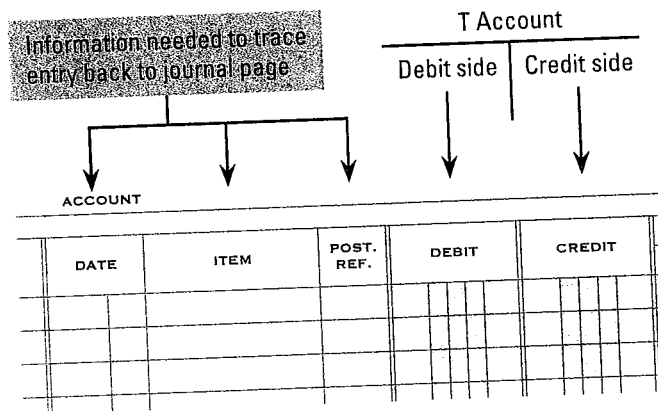 Information needed to trace
entry back to journal page
T Account
Debit side
Credit side
ACCOUNT
DATE
ITEM
POST.
REF.
DEBIT
CREDIT